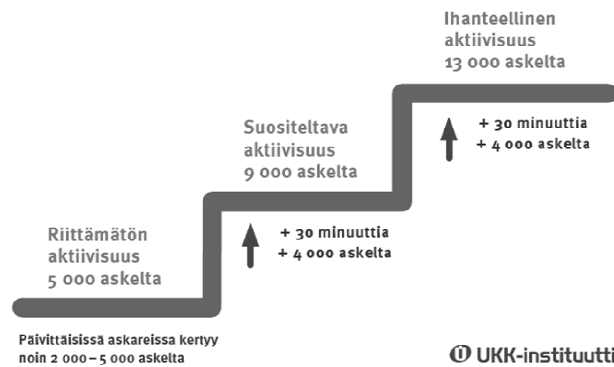 Ihanteellinen
aktiivisuus
13 000 askelta
+ 30 minuuttia
+ 4 000 askelta
Suositeltava
aktiivisuus
9 000 askelta
+ 30 minuuttia
+ 4 000 askelta
Riittämätön
aktiivisuus
5 000 askelta
Päivittäisissä askareissa kertyy
noin 2 000 – 5 000 askelta
UKK-instituutti